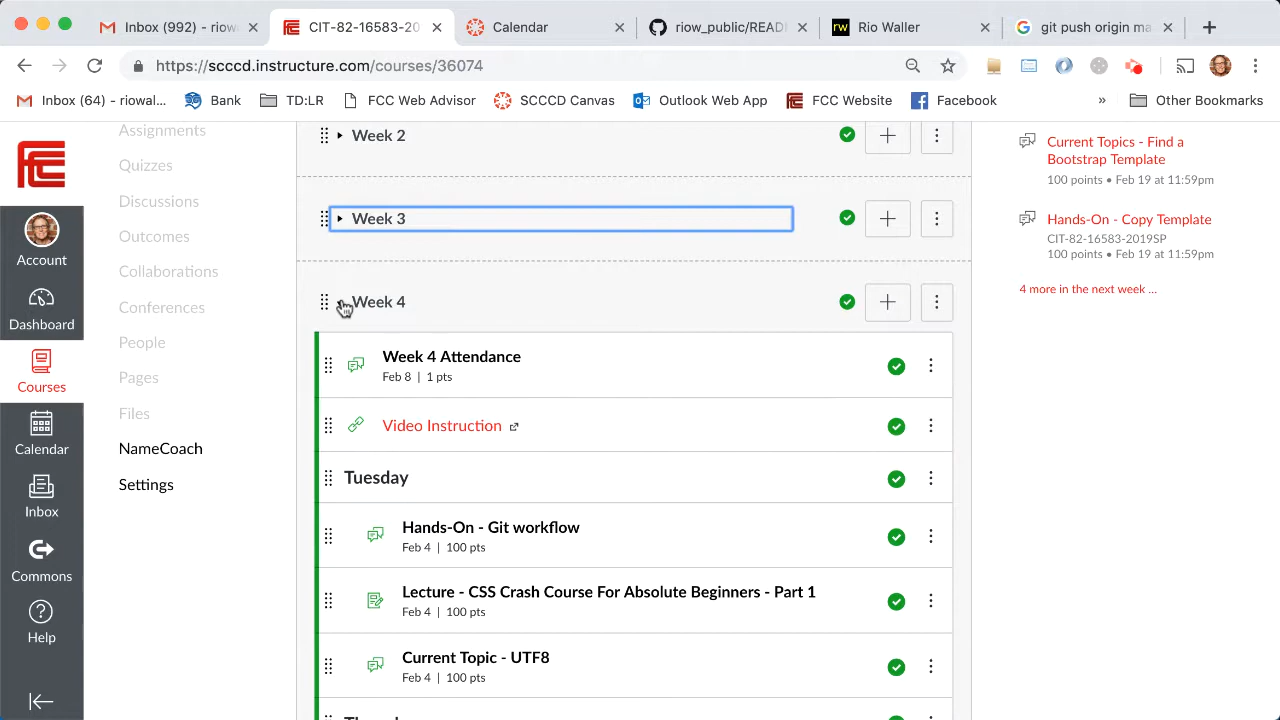 Inbox (992) - riow
CIT-82-16583-20
Calendar
riow_public/READ
rw Rio Waller
git push origin ma
https://scccd.instructure.com/courses/36074
Inbox (64) - riowal...
Bank
TD:LR
FCC Web Advisor
SCCCD Canvas
Outlook Web App
FCC Website
Facebook
»
Other Bookmarks
Account
Dashboard
Courses
Calendar
Inbox
Commons
Help
Assignments
Quizzes
Discussions
Outcomes
Collaborations
Conferences
People
Pages
Files
NameCoach
Settings
Week 2
Week 3
Week 4
Week 4 Attendance
Feb 8 | 1 pts
Video Instruction
Tuesday
Hands-On - Git workflow
Feb 4 | 100 pts
Lecture - CSS Crash Course For Absolute Beginners - Part 1
Feb 4 | 100 pts
Current Topic - UTF8
Feb 4 | 100 pts
Current Topics - Find a
Bootstrap Template
100 points • Feb 19 at 11:59pm
Hands-On - Copy Template
CIT-82-16583-2019SP
100 points • Feb 19 at 11:59pm
4 more in the next week ...